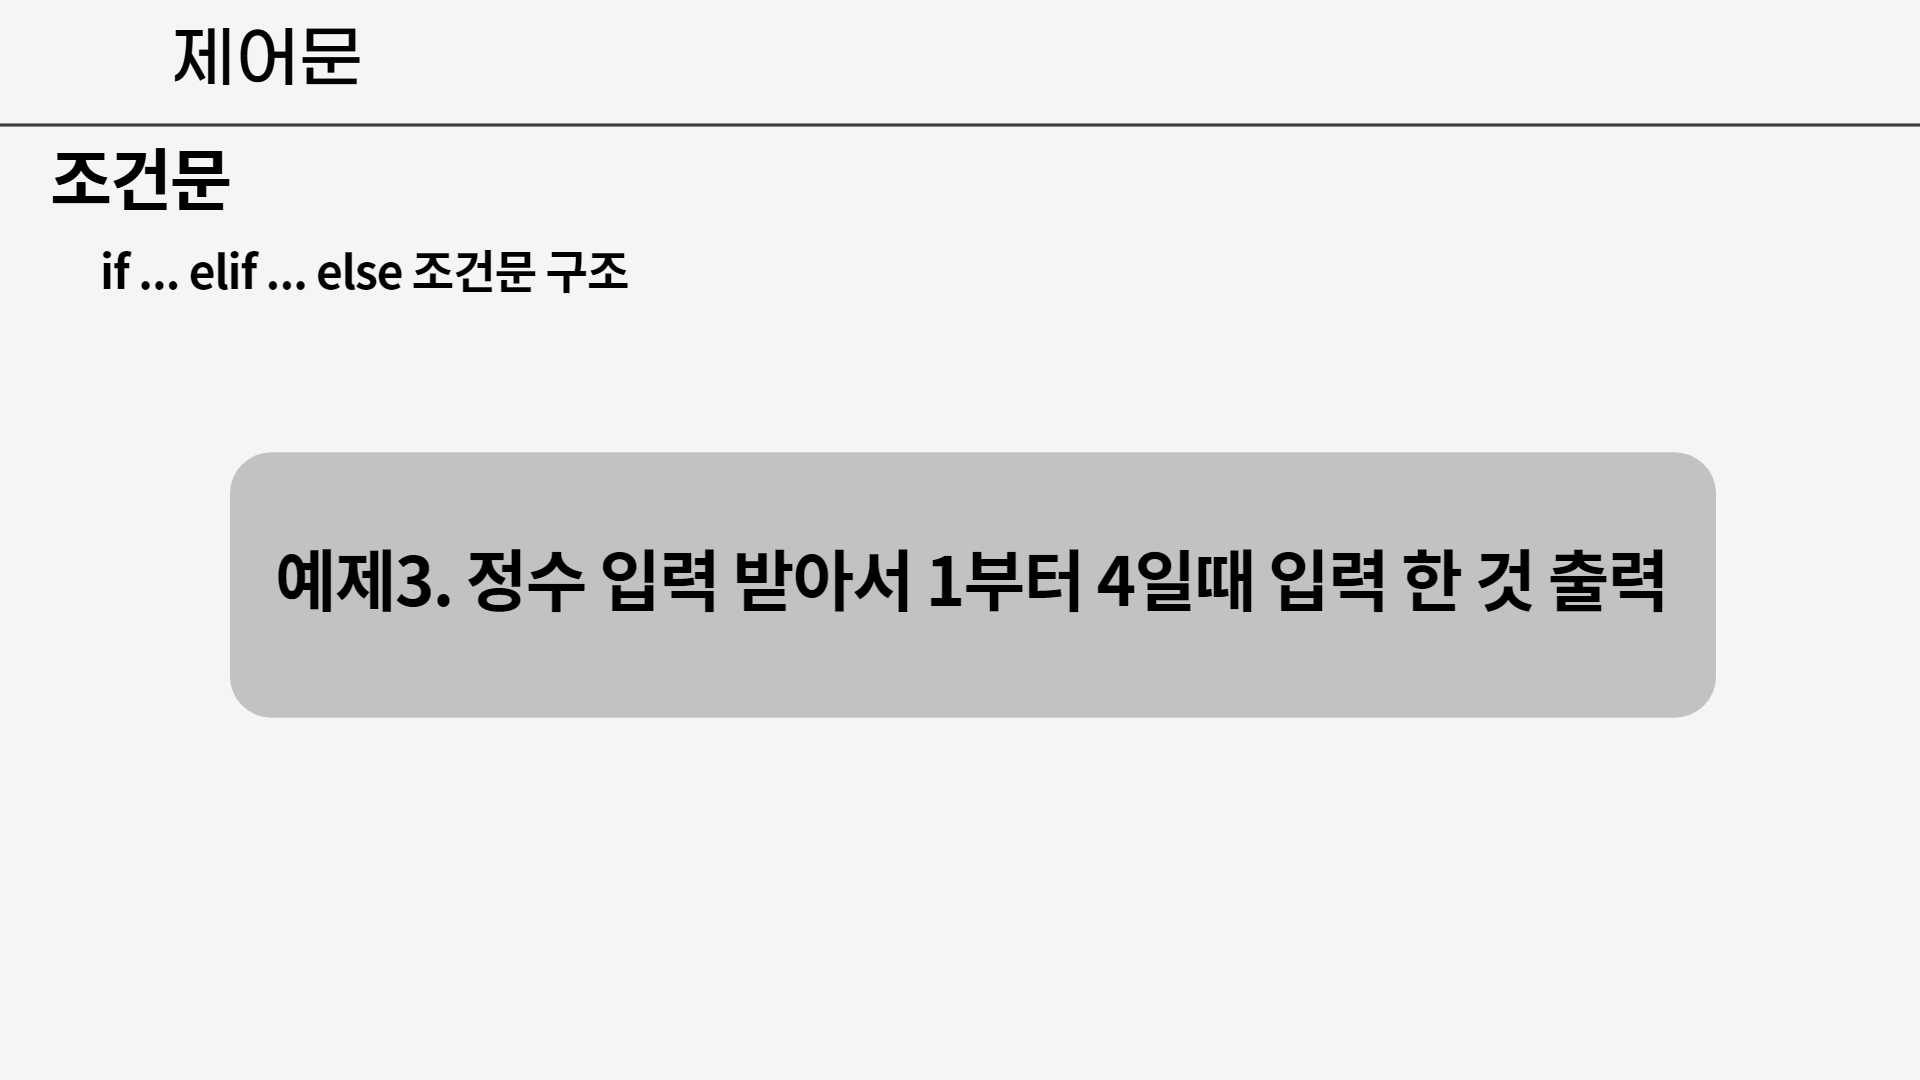 제어문
조건문
if ... elif ... else 조건문 구조
예제3. 정수 입력 받아서 1부터 4일때 입력 한 것 출력